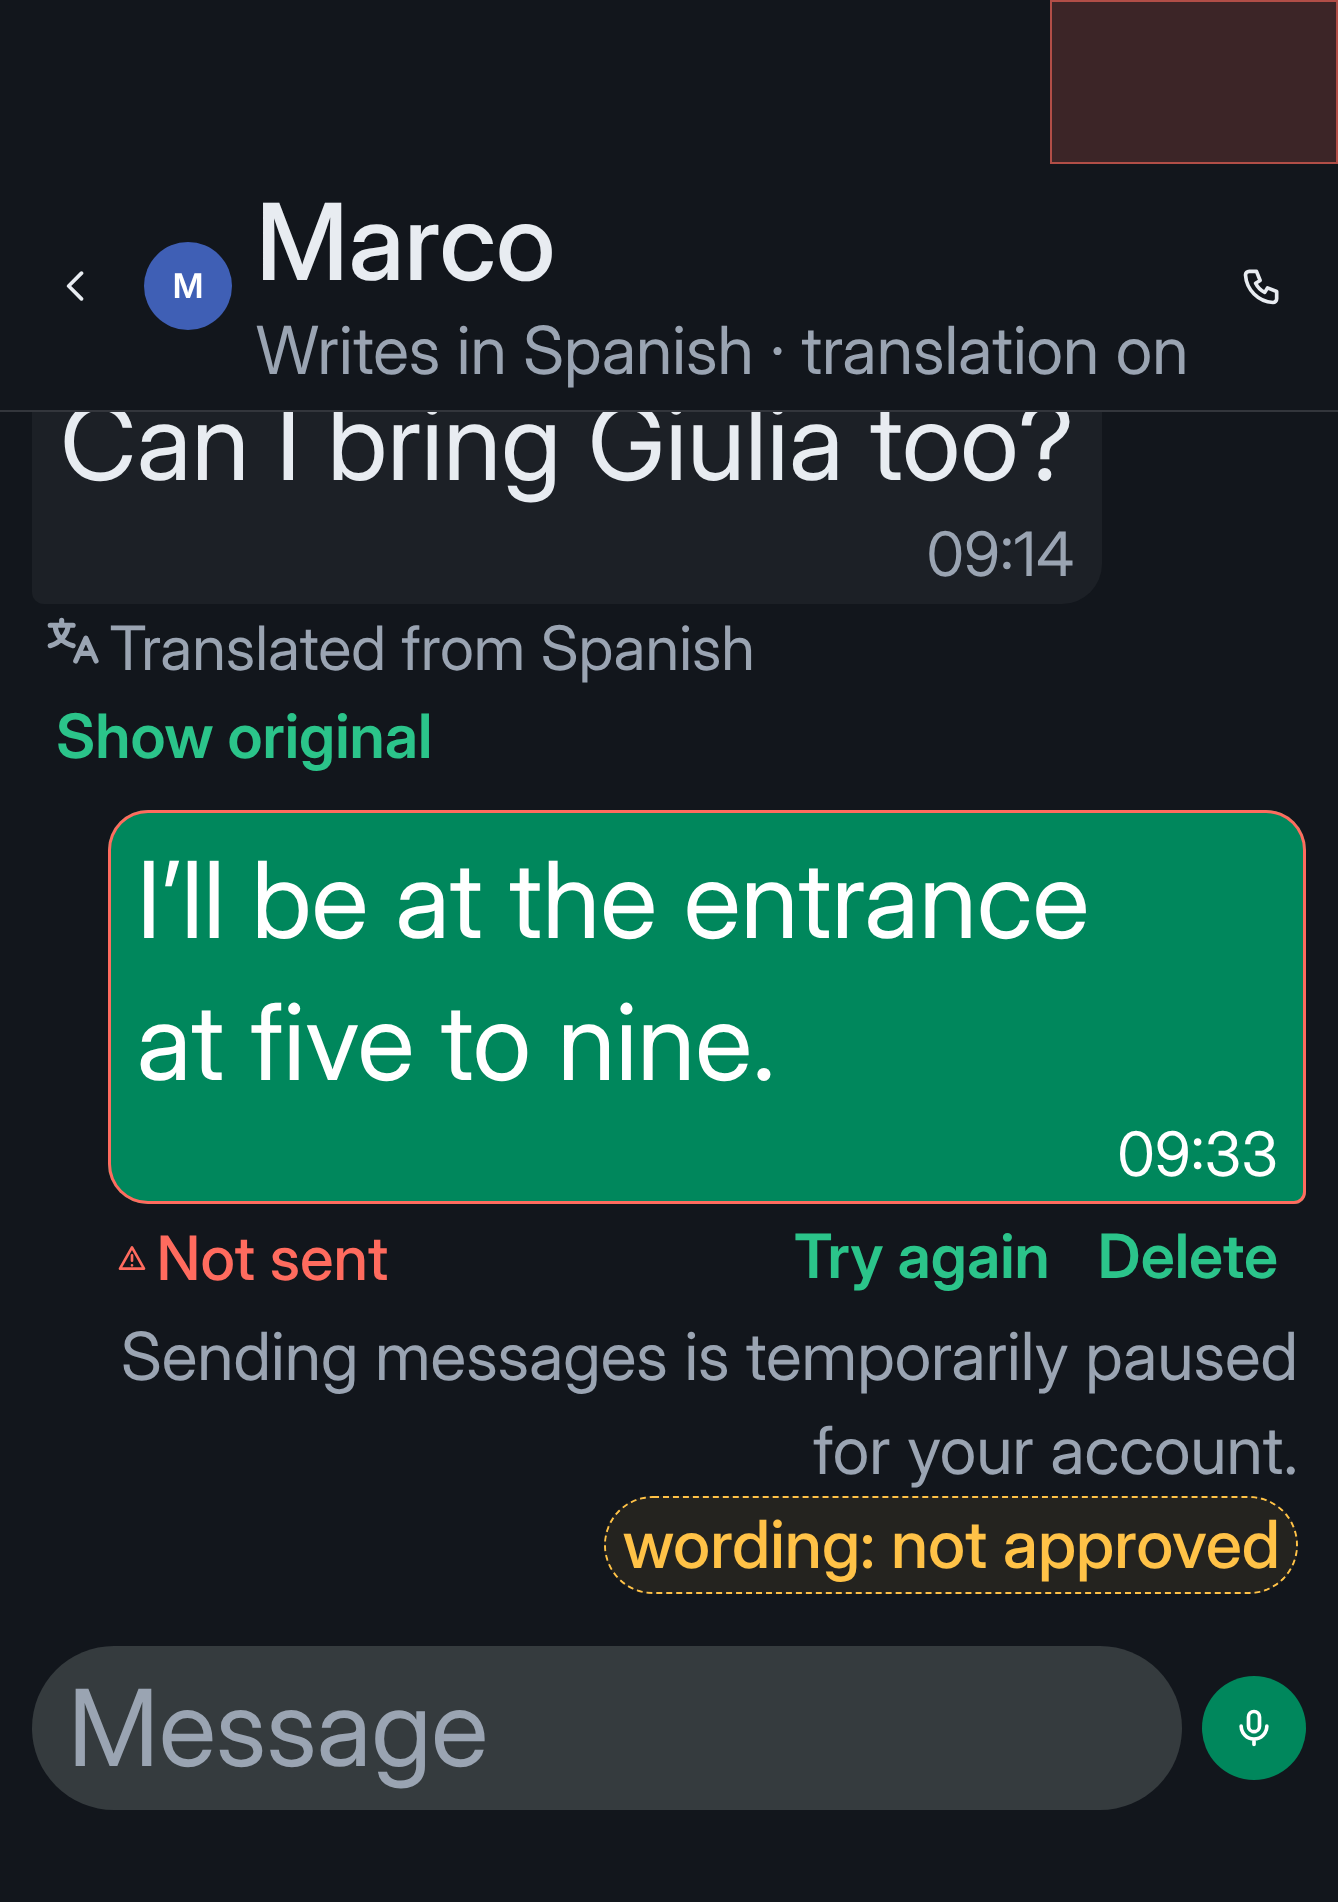 Marco
M
Writes in Spanish · translation on
Can I bring Giulia too?
09:14
Translated from Spanish
Show original
I’ll be at the entrance
at five to nine.
09:33
Not sent
Try again
Delete
Sending messages is temporarily paused
for your account.
wording: not approved
Message